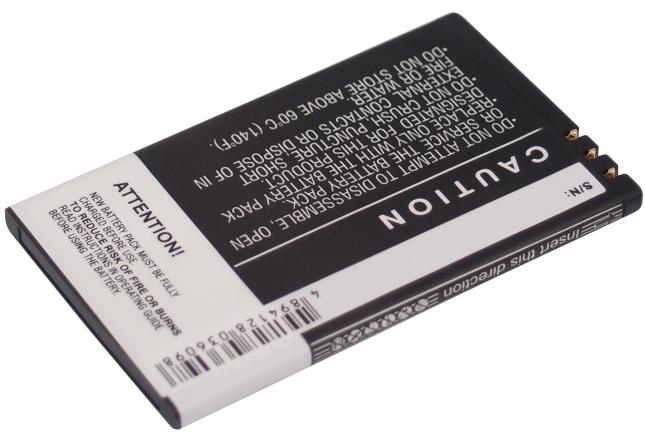 CAUTION
•DO NOT ATTEMPT TO DISASSEMBLE, OPEN
OR SERVICE THE BATTERY PACK.
•REPLACE ONLY WITH THE BATTERY PACK
DESIGNATED FOR THIS PRODUCT
•DO NOT CRUSH, PUNCTURE, SHORT
EXTERNAL CONTACTS OR DISPOSE OF IN
FIRE OR WATER.
•DO NOT STORE ABOVE 60°C (140°F).
S/N:
Insert this direction
ATTENTION!
NEW BATTERY PACK MUST BE FULLY
CHARGED BEFORE USE
TO REDUCE RISK OF FIRE OR BURNS
READ INSTRUCTIONS IN DEVICE
BEFORE USING THE BATTERY.
4 894128 036098